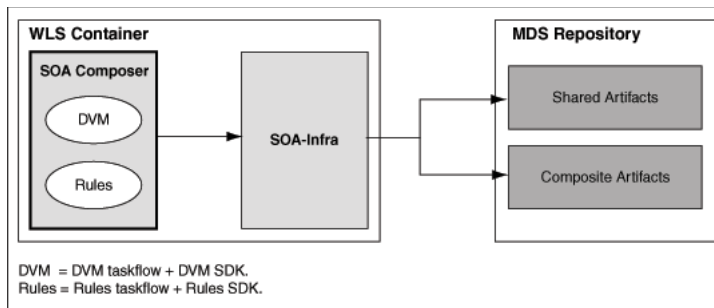 WLS Container
MDS Repository
SOA Composer
DVM
Rules
SOA-Infra
Shared Artifacts
Composite Artifacts
DVM = DVM taskflow + DVM SDK.
Rules = Rules taskflow + Rules SDK.